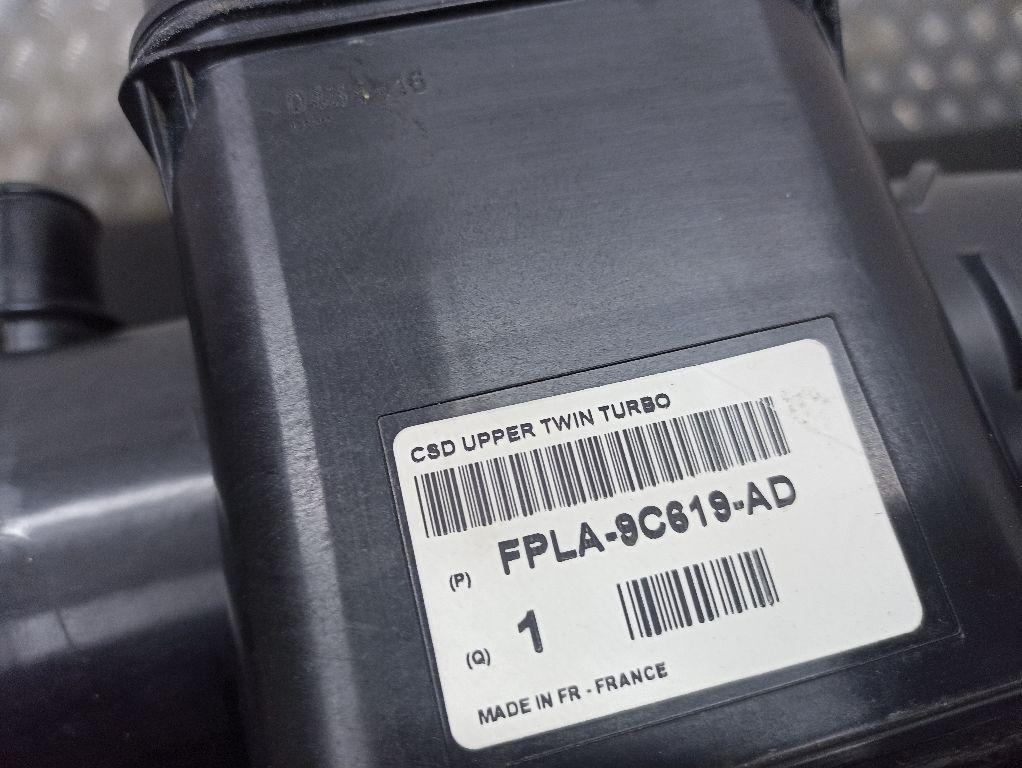 CSD UPPER TWIN TURBO
FPLA-9C619-AD
(P)
(Q) 1
MADE IN FR - FRANCE